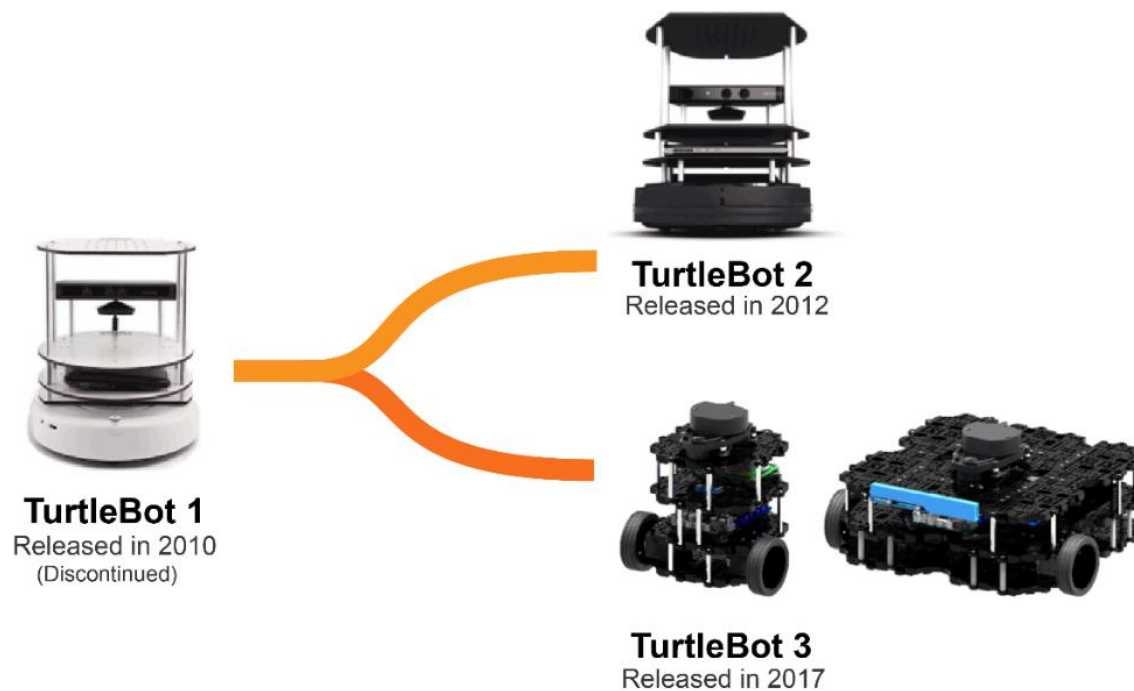 TurtleBot 1
Released in 2010
(Discontinued)
TurtleBot 2
Released in 2012
TurtleBot 3
Released in 2017